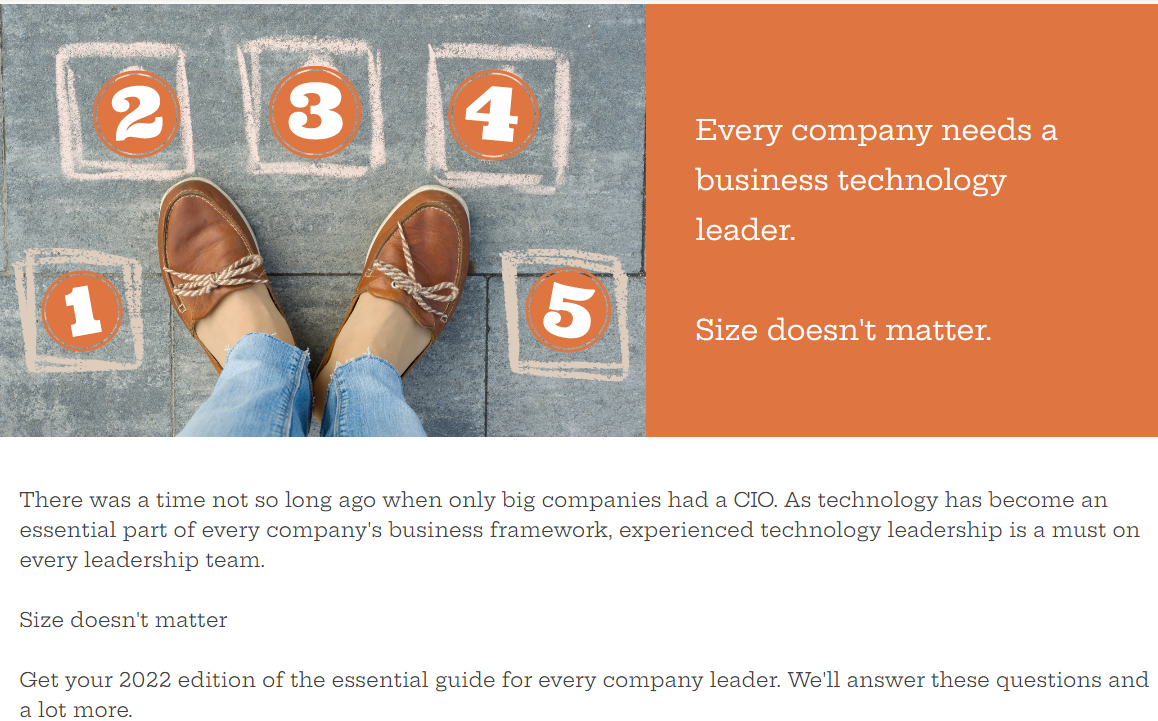 2
3
4
1
5
Every company needs a
business technology
leader.
Size doesn't matter.
There was a time not so long ago when only big companies had a CIO. As technology has become an
essential part of every company's business framework, experienced technology leadership is a must on
every leadership team.
Size doesn't matter
Get your 2022 edition of the essential guide for every company leader. We'll answer these questions and
a lot more.